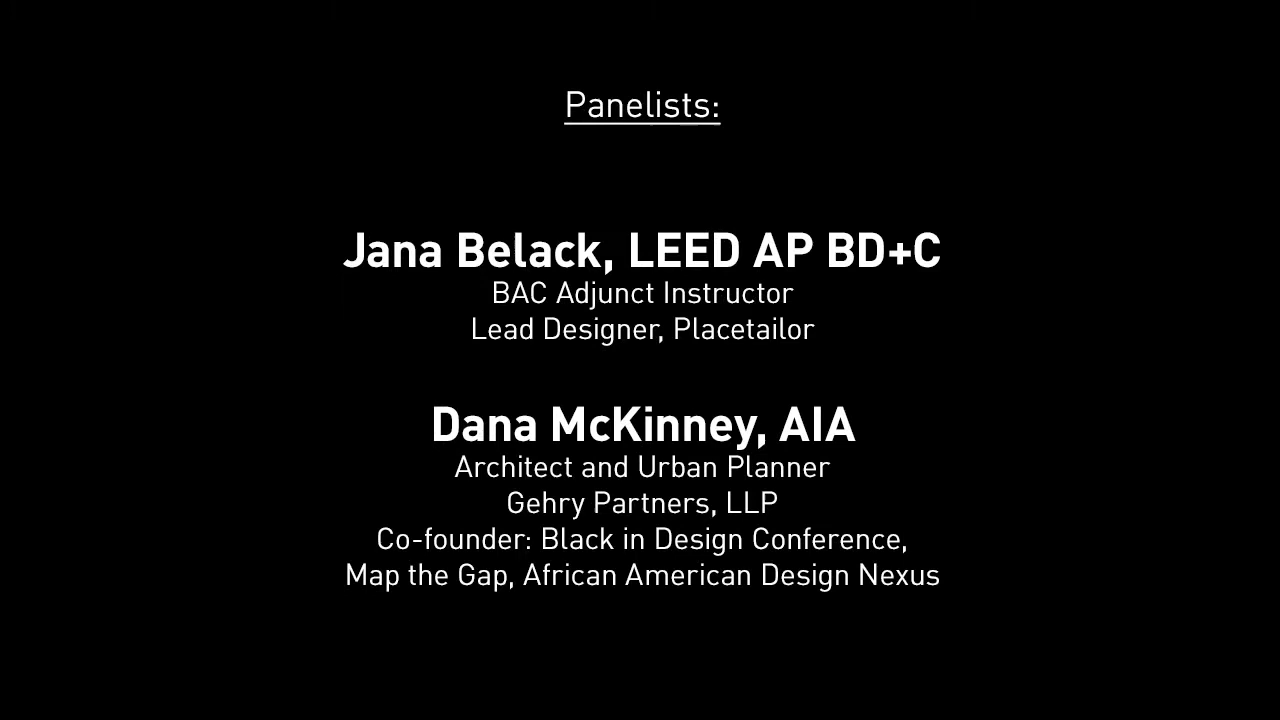 Panelists:
Jana Belack, LEED AP BD+C
BAC Adjunct Instructor
Lead Designer, Placetailor
Dana McKinney, AIA
Architect and Urban Planner
Gehry Partners, LLP
Co-founder: Black in Design Conference,
Map the Gap, African American Design Nexus